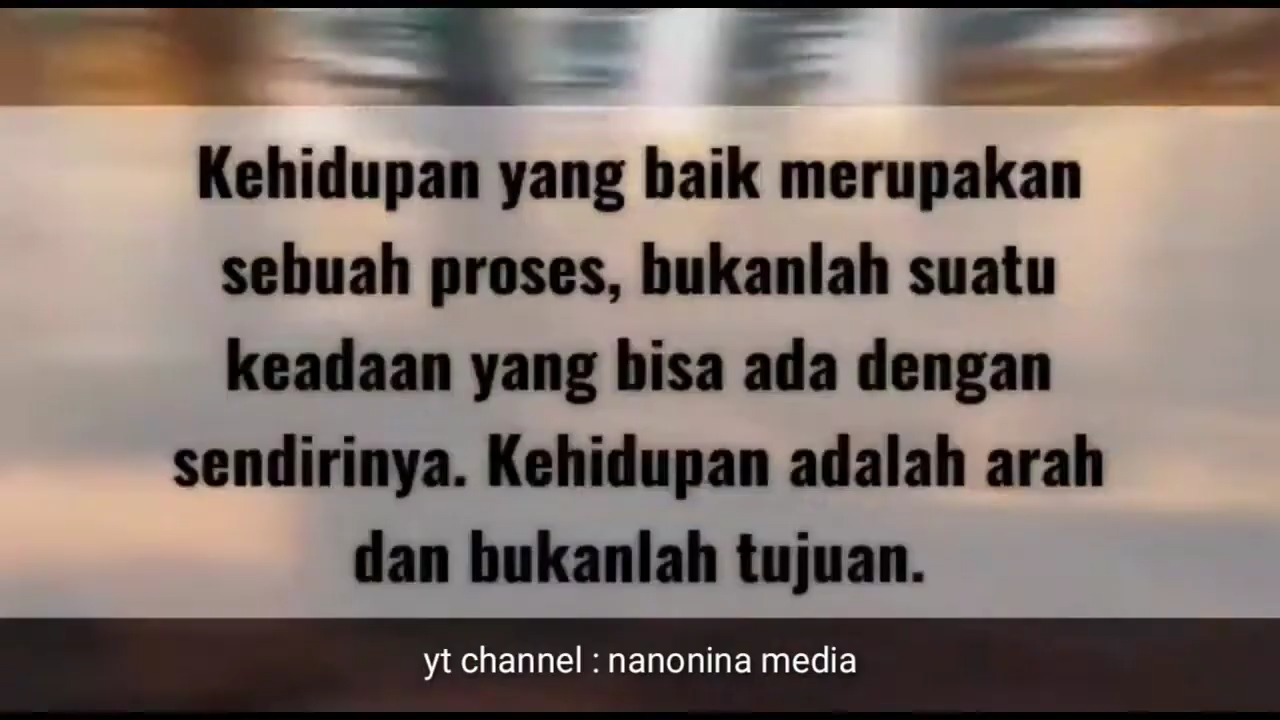 Kehidupan yang baik merupakan
sebuah proses, bukanlah suatu
keadaan yang bisa ada dengan
sendirinya. Kehidupan adalah arah
dan bukanlah tujuan.
yt channel : nanonina media